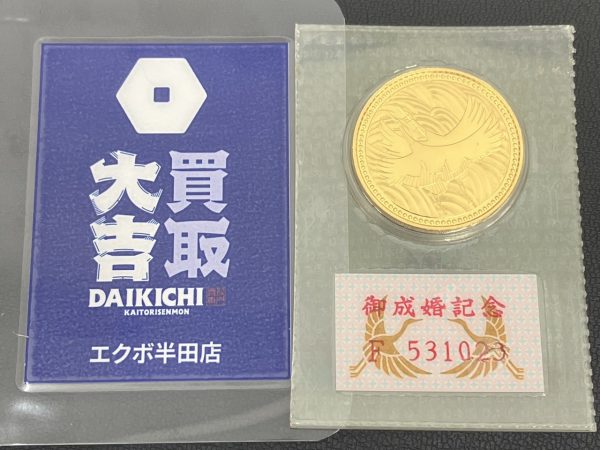 買取
大吉
DAIKICHI
KAITORISENMON
エクボ半田店
御成婚記念
F 531023